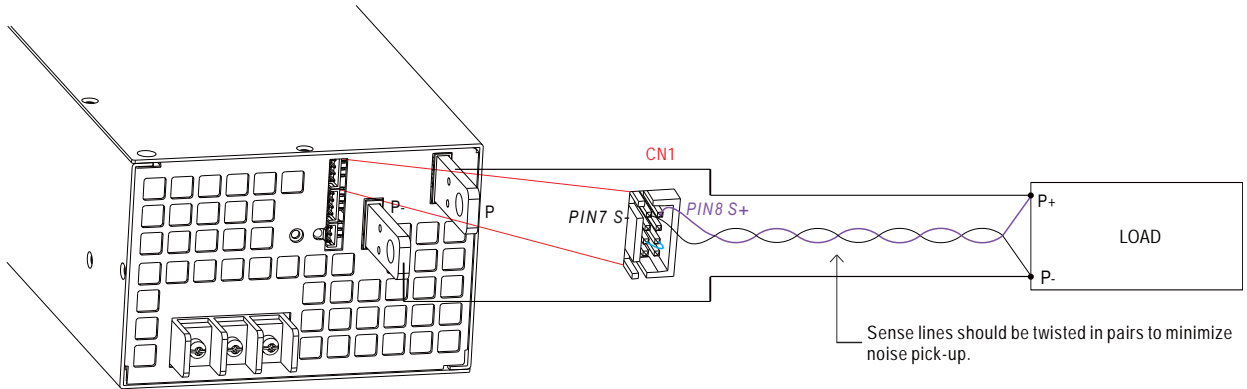 CN1
P-
P
PIN7 S-
PIN8 S+
P+
LOAD
P-
Sense lines should be twisted in pairs to minimize
noise pick-up.